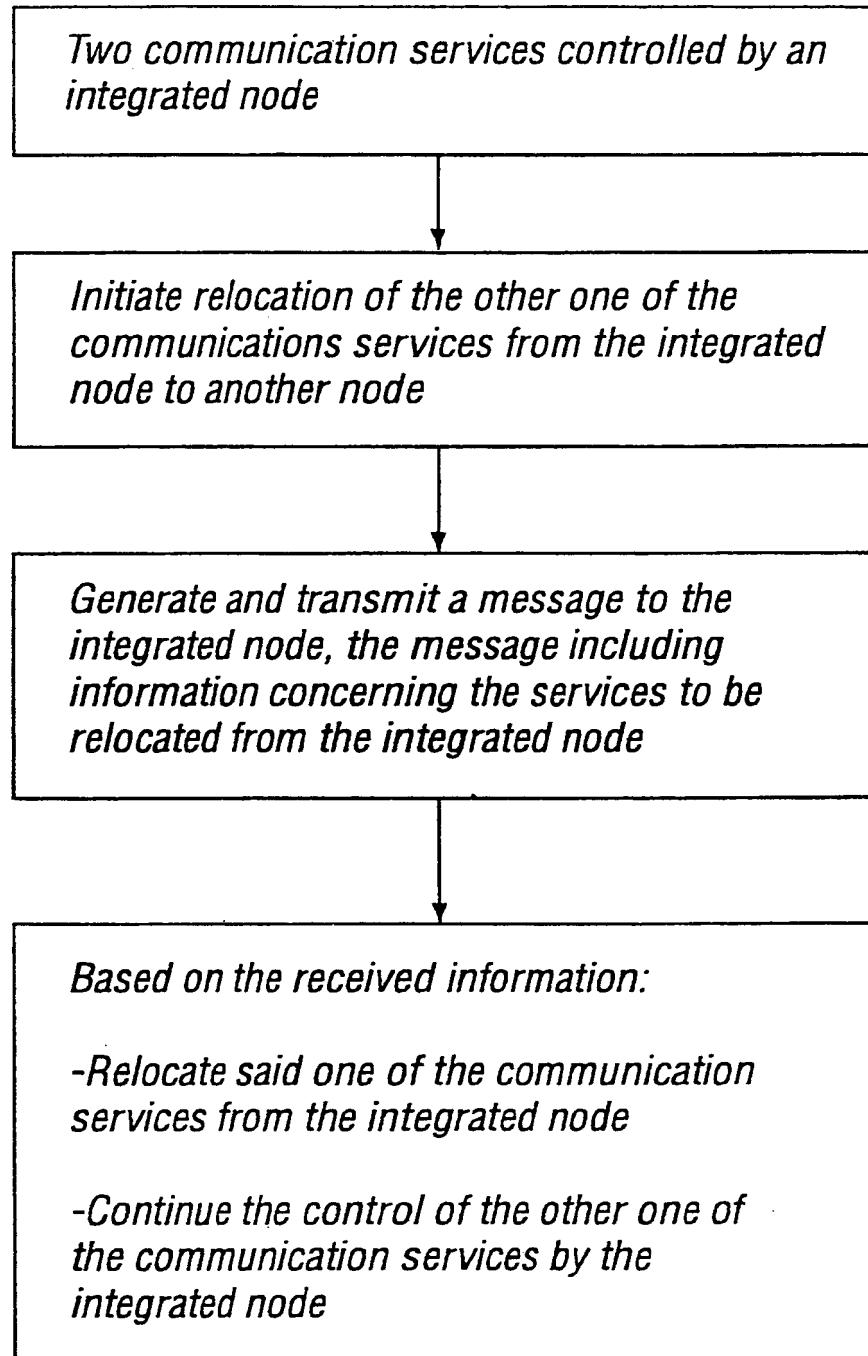 Two communication services controlled by an
integrated node
Initiate relocation of the other one of the
communications services from the integrated
node to another node
Generate and transmit a message to the
integrated node, the message including
information concerning the services to be
relocated from the integrated node
Based on the received information:
-Relocate said one of the communication
services from the integrated node
-Continue the control of the other one of
the communication services by the
integrated node